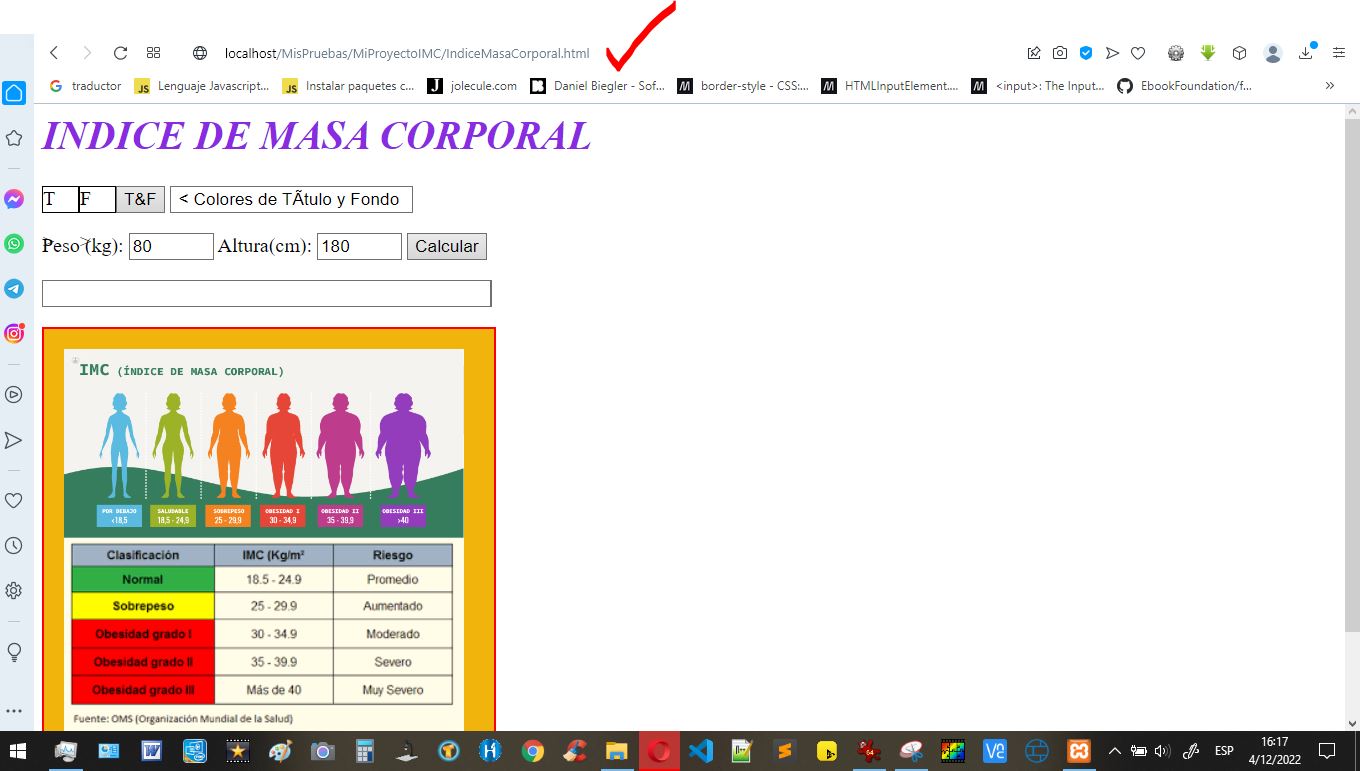 localhost/MisPruebas/MiProyectoIMC/IndiceMasaCorporal.html
traductor Lenguaje Javascript... Instalar paquetes c... jolecule.com Daniel Biegler - Sof... border-style - CSS:... HTMLInputElement.... <input>: The Input... EbookFoundation/f... »
INDICE DE MASA CORPORAL
T F T&F < Colores de TÃtulo y Fondo
Peso (kg): 80 Altura(cm): 180 Calcular
IMC (ÍNDICE DE MASA CORPORAL)
POR DEBAJO SALUDABLE SOBREPESO OBESIDAD I OBESIDAD II OBESIDAD III
<18,5 18,5 - 24,9 25 - 29,9 30 - 34,9 35 - 39,9 >40
Clasificación IMC (Kg/m² Riesgo
Normal 18.5 - 24.9 Promedio
Sobrepeso 25 - 29.9 Aumentado
Obesidad grado I 30 - 34.9 Moderado
Obesidad grado II 35 - 39.9 Severo
Obesidad grado III Más de 40 Muy Severo
Fuente: OMS (Organización Mundial de la Salud)
ESP 16:17
4/12/2022